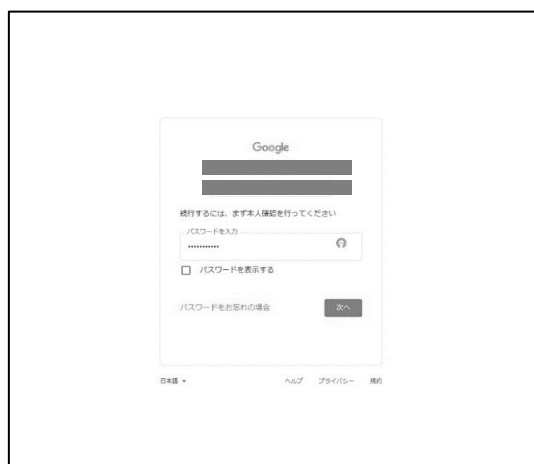 Google
続行するには、まず本人確認を行ってください
パスワードを入力
•••••••••••
パスワードを表示する
パスワードをお忘れの場合 次へ
日本語 ヘルプ プライバシー 規約